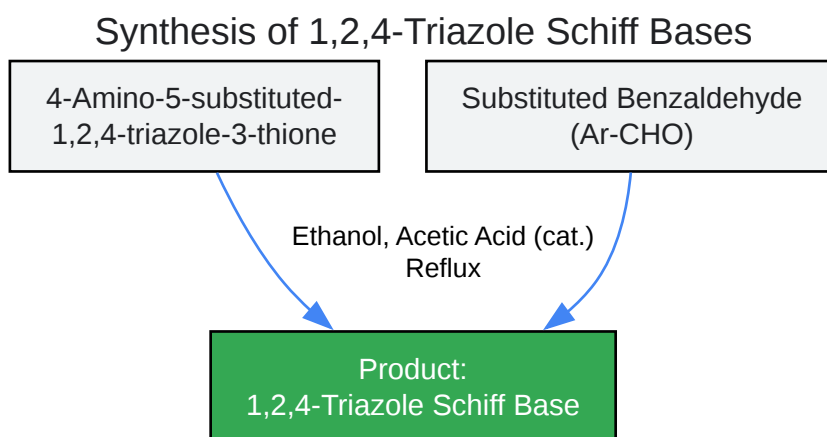 Synthesis of 1,2,4-Triazole Schiff Bases
4-Amino-5-substituted-
1,2,4-triazole-3-thione
Substituted Benzaldehyde
(Ar-CHO)
Ethanol, Acetic Acid (cat.)
Reflux
Product:
1,2,4-Triazole Schiff Base